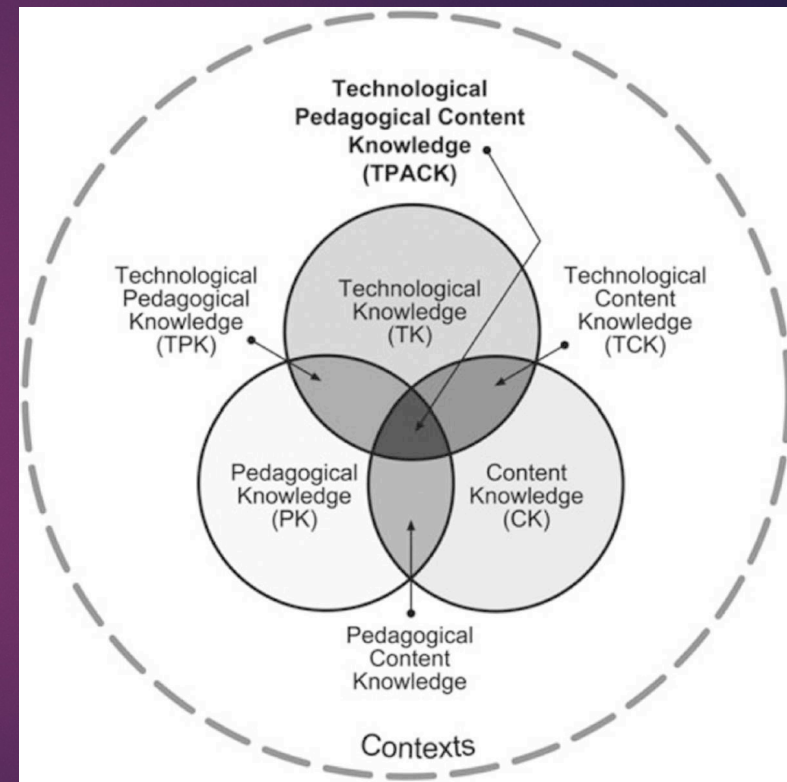 Technological
Pedagogical Content
Knowledge
(TPACK)
Technological
Pedagogical
Knowledge
(TPK)
Technological
Knowledge
(TK)
Technological
Content
Knowledge
(TCK)
Pedagogical
Knowledge
(PK)
Content
Knowledge
(CK)
Pedagogical
Content
Knowledge
Contexts